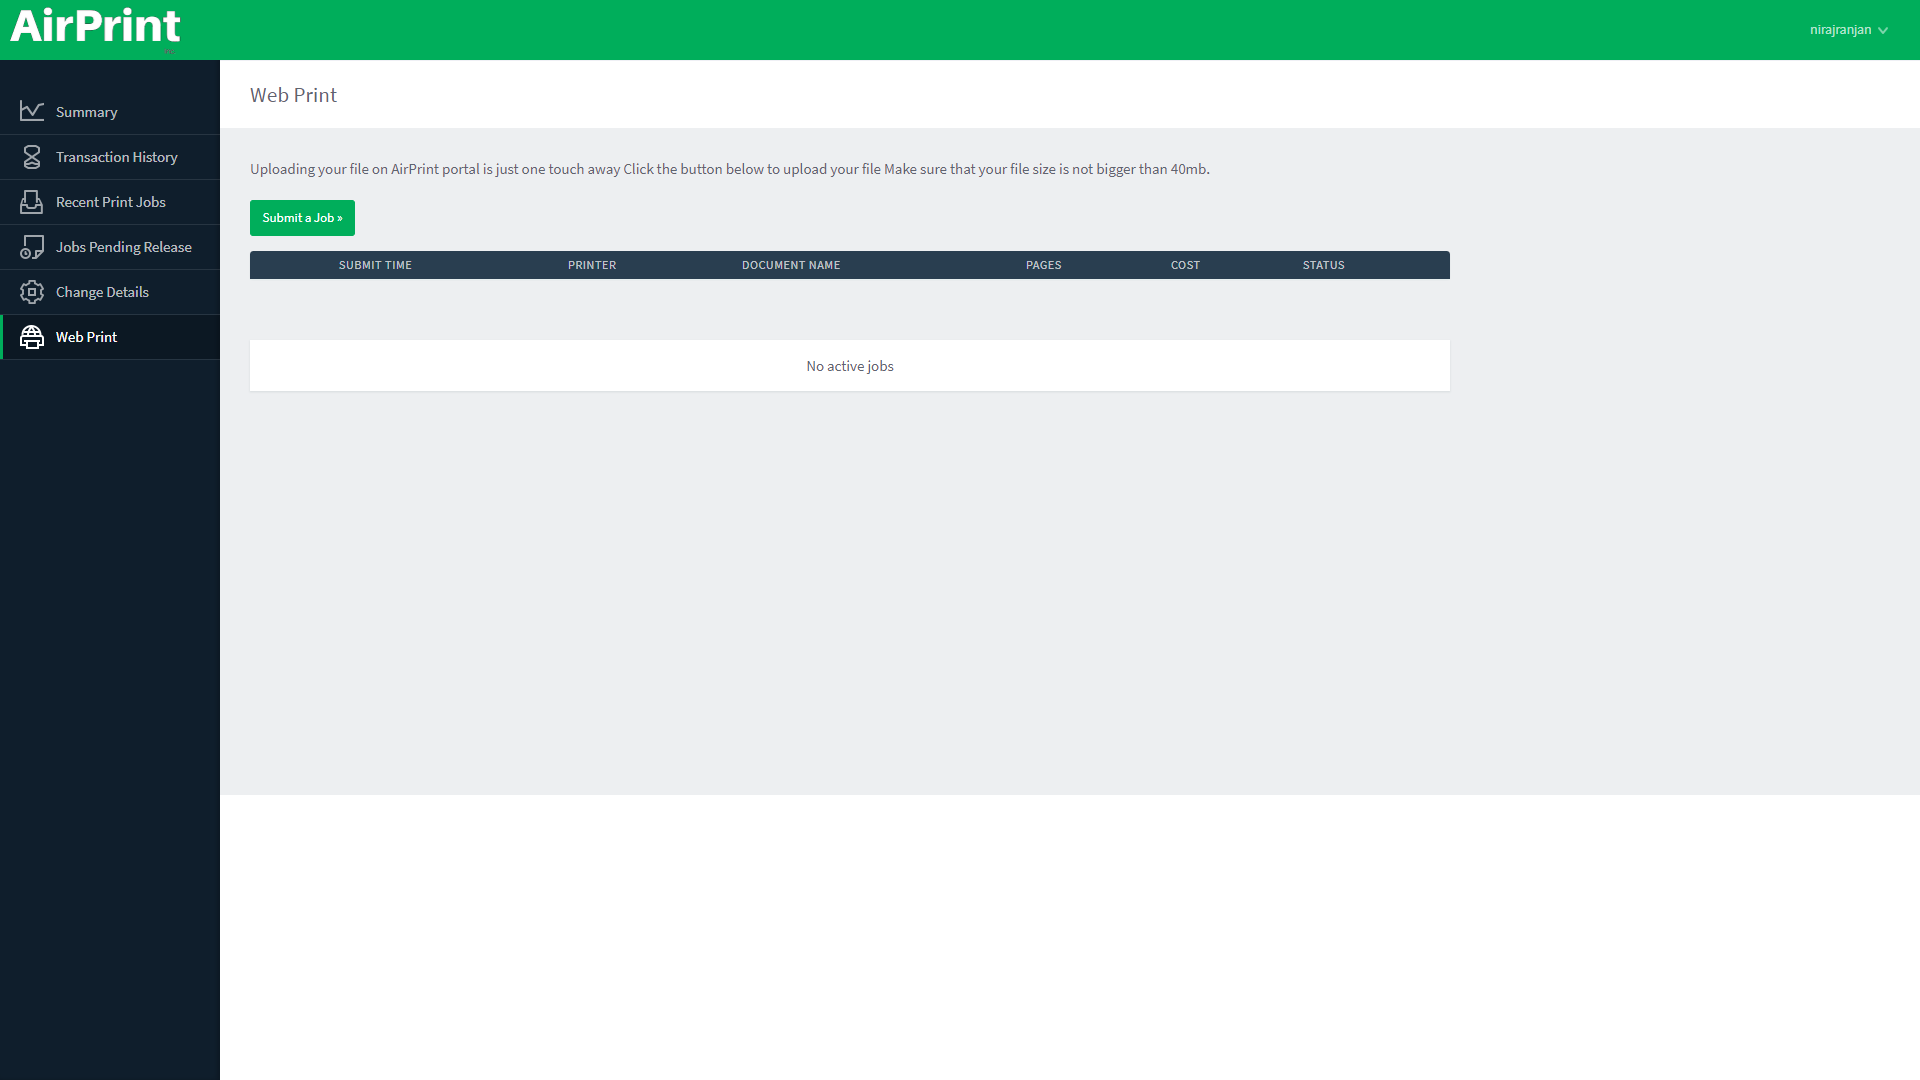 AirPrint
nirajranjan
Summary
Transaction History
Recent Print Jobs
Jobs Pending Release
Change Details
Web Print
Web Print
Uploading your file on AirPrint portal is just one touch away Click the button below to upload your file Make sure that your file size is not bigger than 40mb.
Submit a Job »
SUBMIT TIME PRINTER DOCUMENT NAME PAGES COST STATUS
No active jobs